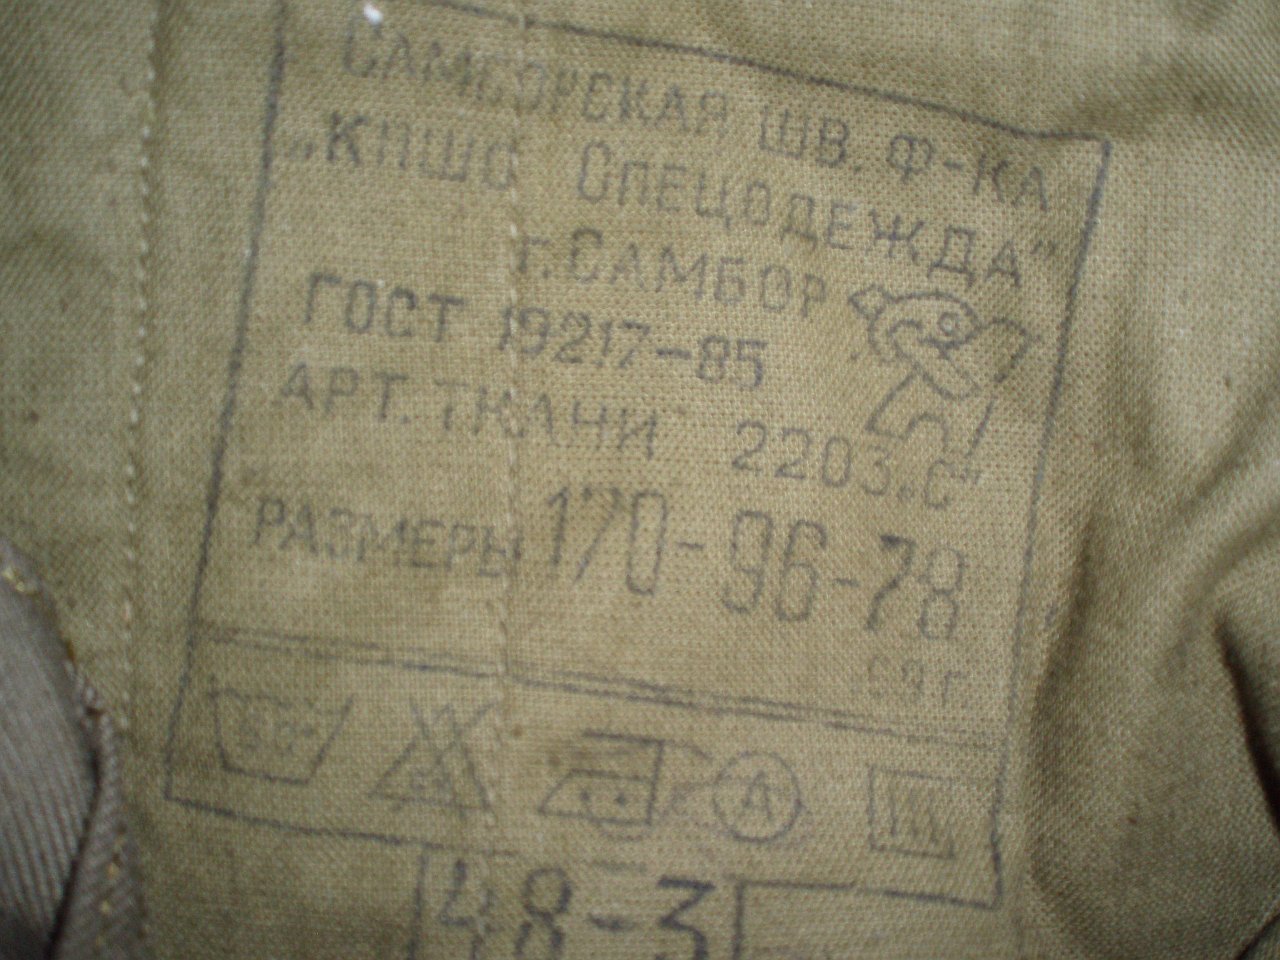 Самборская шв. ф-ка
„КПШО Спецодежда"
г. Самбор
ГОСТ 19217-85
Арт. ткани 2203 „С"
Размеры 170-96-78
48-3